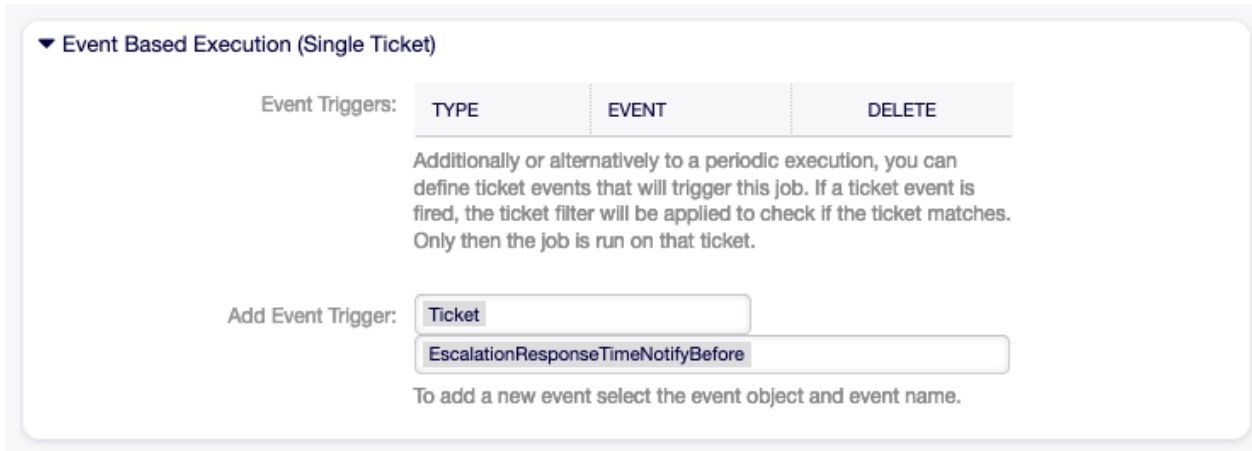 Event Based Execution (Single Ticket)
Event Triggers: TYPE EVENT DELETE
Additionally or alternatively to a periodic execution, you can
define ticket events that will trigger this job. If a ticket event is
fired, the ticket filter will be applied to check if the ticket matches.
Only then the job is run on that ticket.
Add Event Trigger: Ticket
EscalationResponseTimeNotifyBefore
To add a new event select the event object and event name.